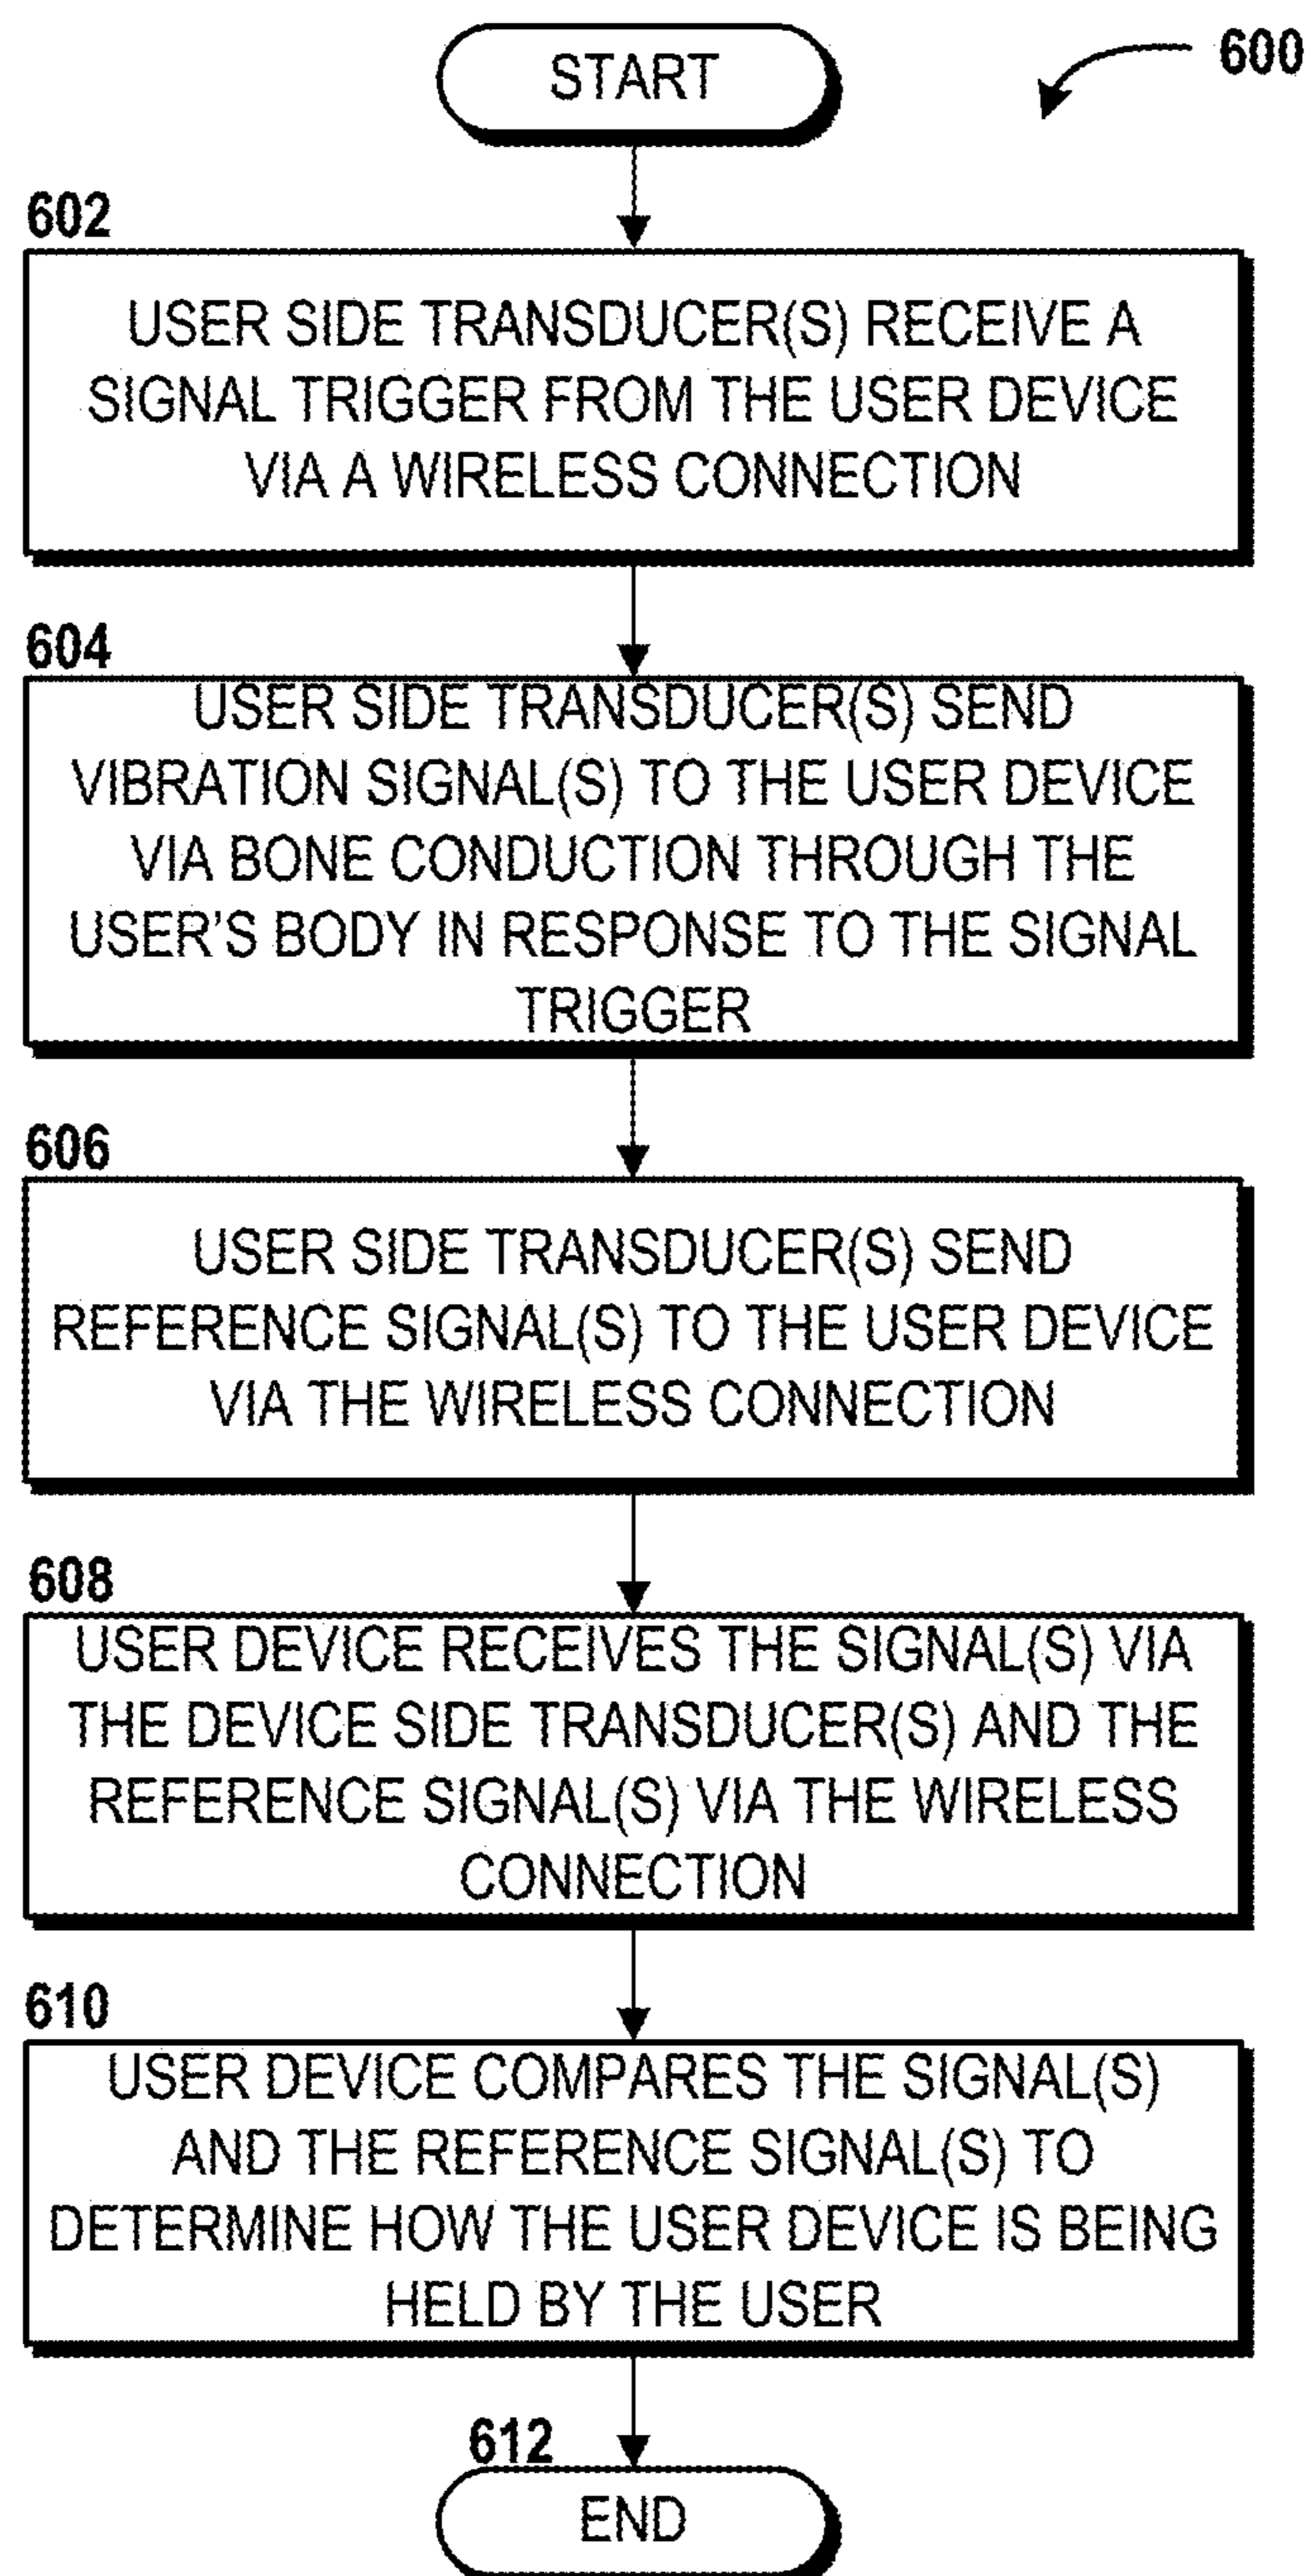 START
600
602
USER SIDE TRANSDUCER(S) RECEIVE A
SIGNAL TRIGGER FROM THE USER DEVICE
VIA A WIRELESS CONNECTION
604
USER SIDE TRANSDUCER(S) SEND
VIBRATION SIGNAL(S) TO THE USER DEVICE
VIA BONE CONDUCTION THROUGH THE
USER'S BODY IN RESPONSE TO THE SIGNAL
TRIGGER
606
USER SIDE TRANSDUCER(S) SEND
REFERENCE SIGNAL(S) TO THE USER DEVICE
VIA THE WIRELESS CONNECTION
608
USER DEVICE RECEIVES THE SIGNAL(S) VIA
THE DEVICE SIDE TRANSDUCER(S) AND THE
REFERENCE SIGNAL(S) VIA THE WIRELESS
CONNECTION
610
USER DEVICE COMPARES THE SIGNAL(S)
AND THE REFERENCE SIGNAL(S) TO
DETERMINE HOW THE USER DEVICE IS BEING
HELD BY THE USER
612
END